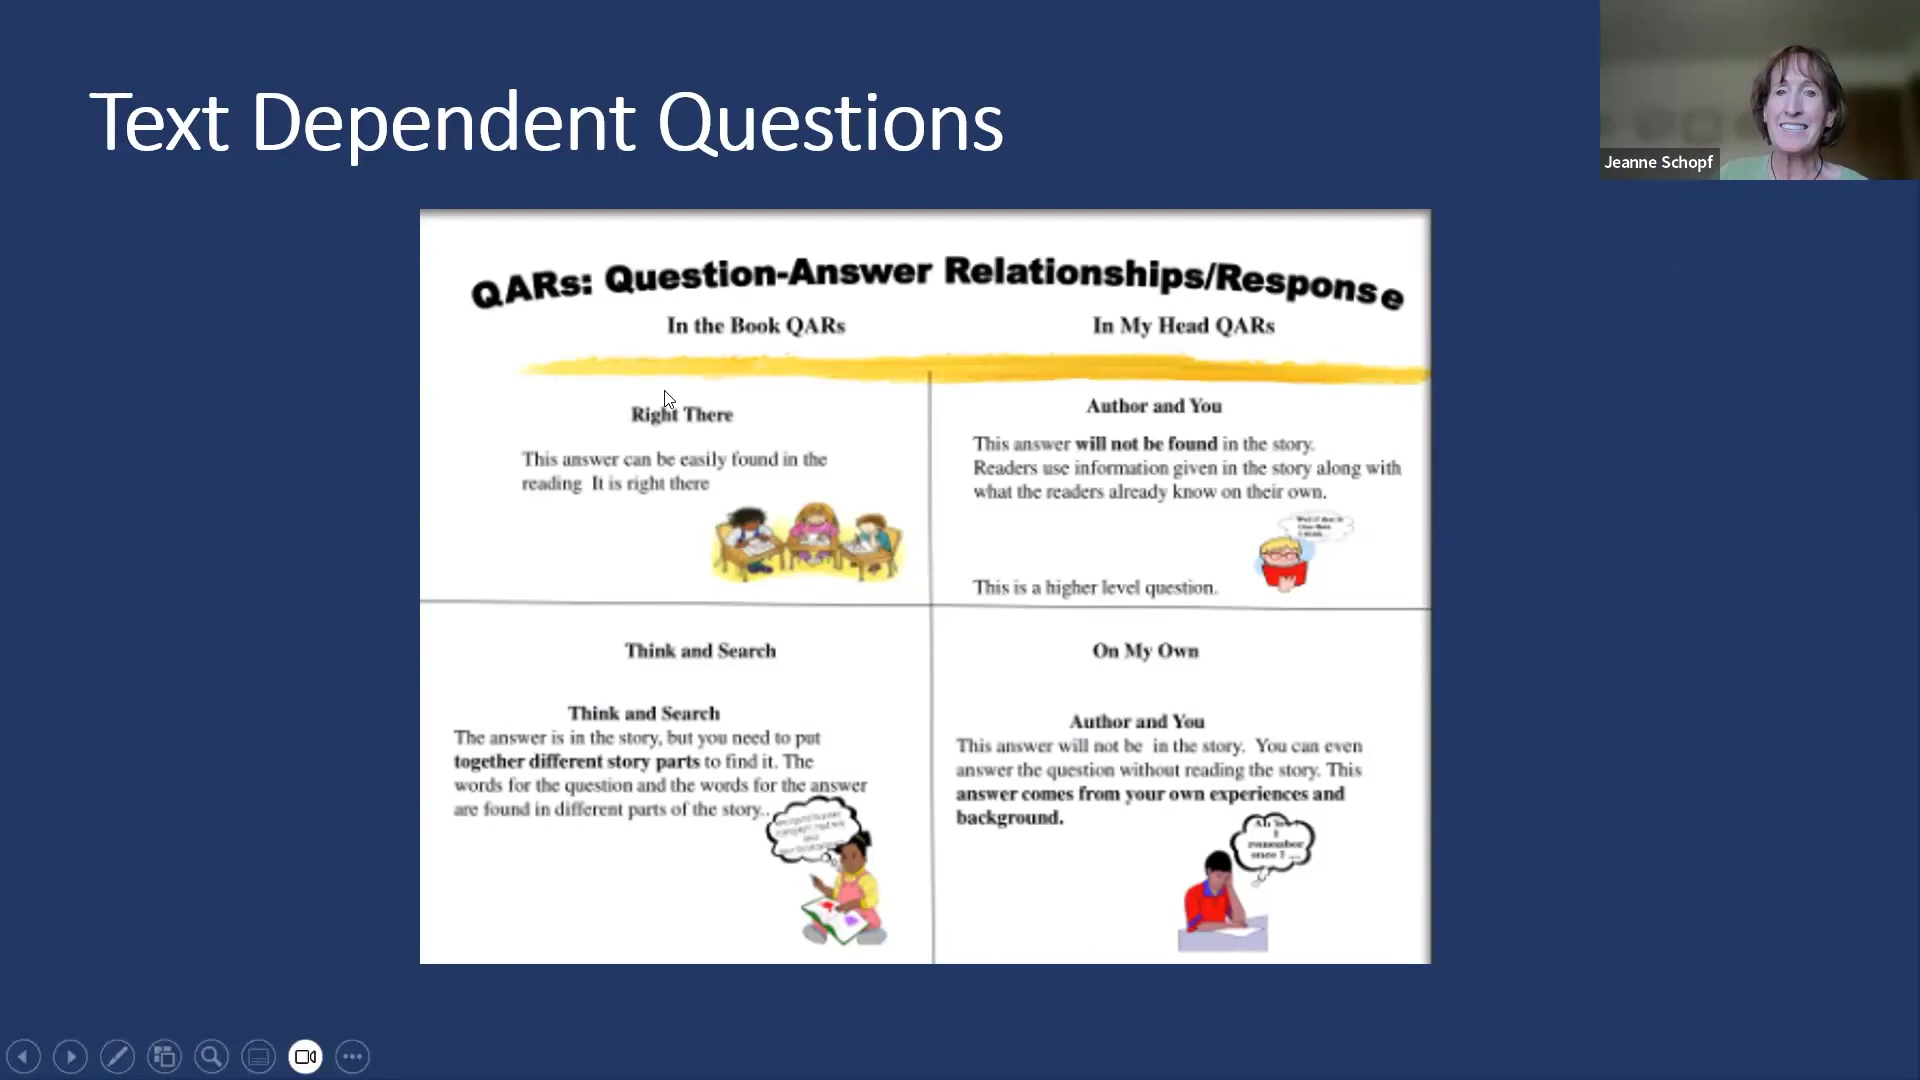 Text Dependent Questions
Jeanne Schopf
QARs: Question-Answer Relationships/Response
In the Book QARs
In My Head QARs
Right There
This answer can be easily found in the
reading It is right there
Author and You
This answer will not be found in the story.
Readers use information given in the story along with
what the readers already know on their own.
This is a higher level question.
Think and Search
Think and Search
The answer is in the story, but you need to put
together different story parts to find it. The
words for the question and the words for the answer
are found in different parts of the story..
On My Own
Author and You
This answer will not be in the story. You can even
answer the question without reading the story. This
answer comes from your own experiences and
background.
I
remember
once I ...